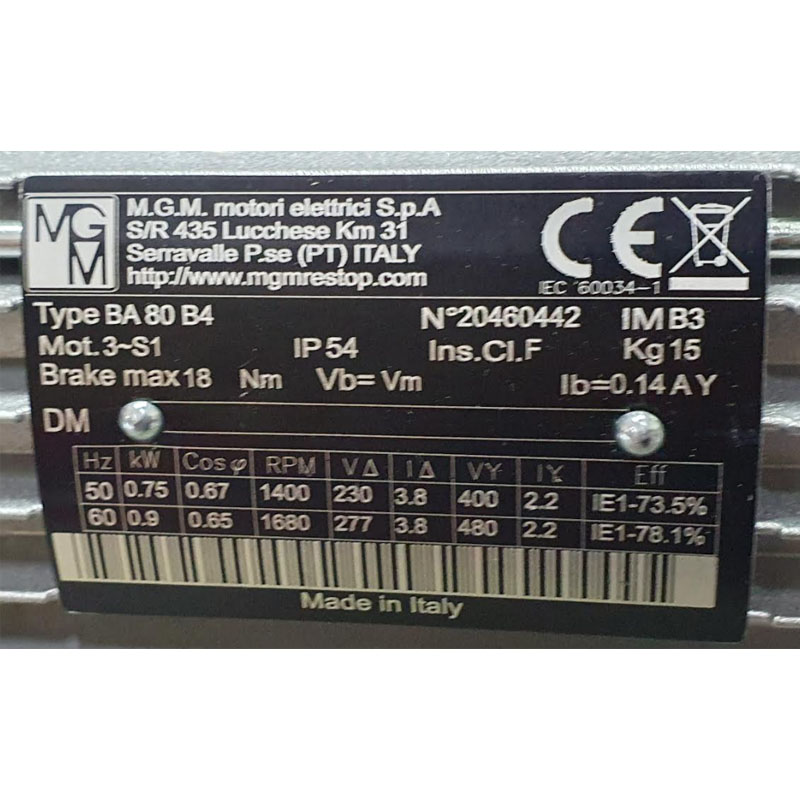 MGM
M.G.M. motori elettrici S.p.A
S/R 435 Lucchese Km 31
Serravalle P.se (PT) ITALY
http://www.mgmrestop.com
CE
IEC 60034-1
Type BA 80 B4 N°20460442 IM B3
Mot.3~S1 IP 54 Ins.Cl.F Kg 15
Brake max 18 Nm Vb= Vm Ib=0.14 A Y
DM
Hz kW Cosφ RPM VΔ IΔ VY IY Eff
50 0.75 0.67 1400 230 3.8 400 2.2 IE1-73.5%
60 0.9 0.65 1680 277 3.8 480 2.2 IE1-78.1%
Made in Italy